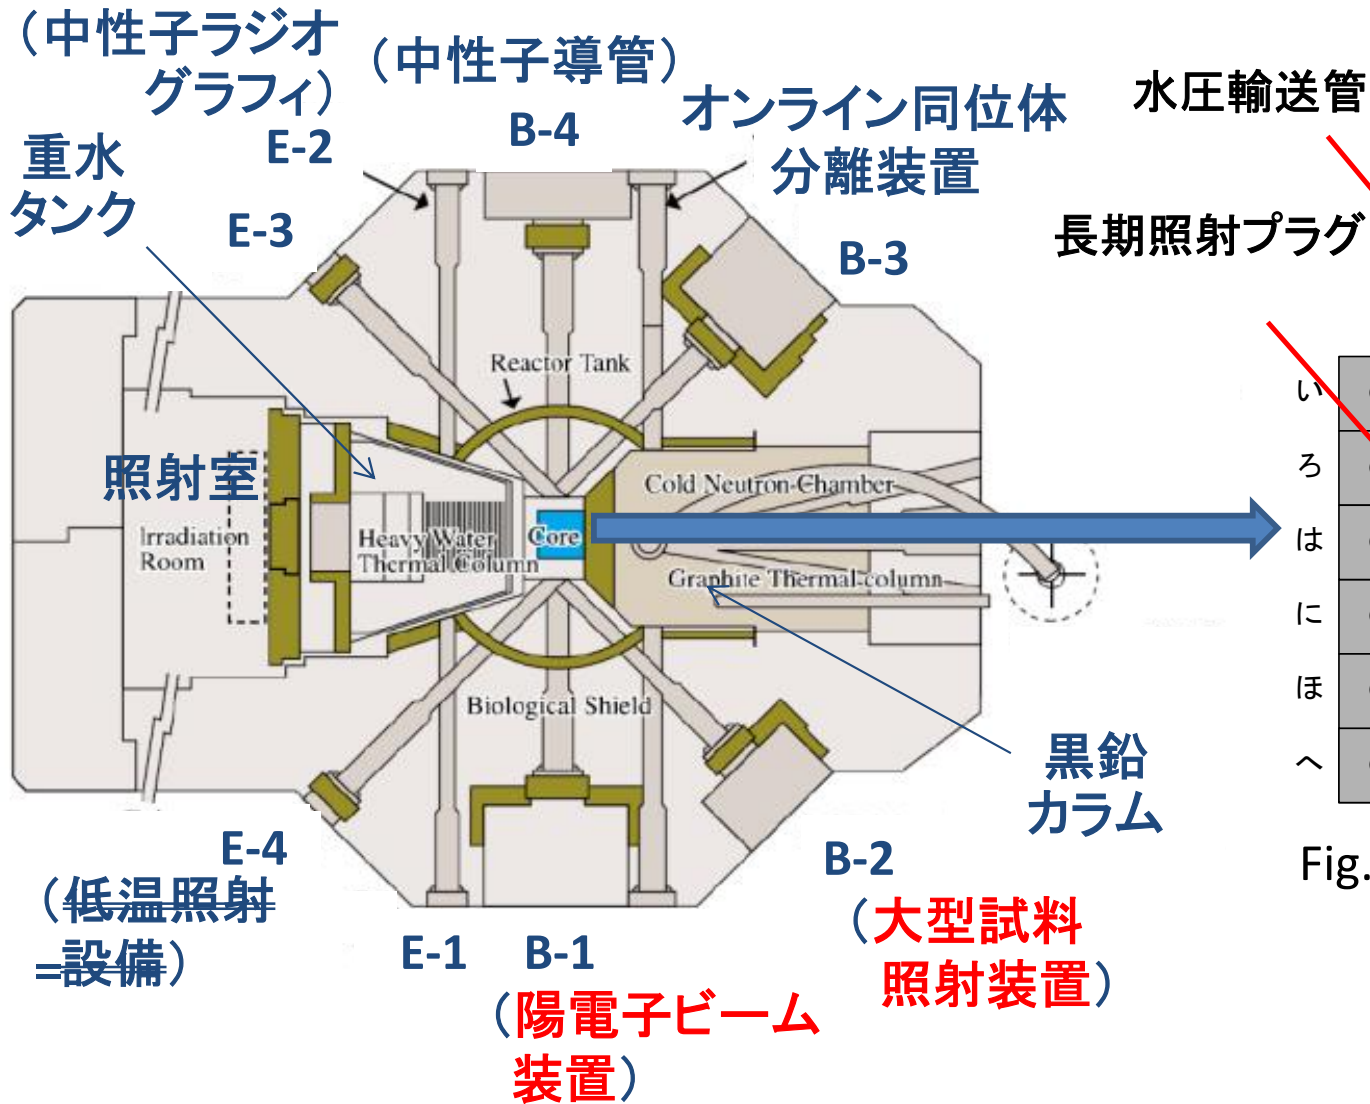 （中性子ラジオ
グラフィ）
E-2
（中性子導管）
B-4
オンライン同位体
分離装置
水圧輸送管
長期照射プラグ
重水
タンク
E-3
B-3
Reactor Tank
照射室
Irradiation
Room
Heavy Water
Thermal Column
Core
Cold Neutron Chamber
Graphite Thermal column
い
ろ
は
に
ほ
へ
Biological Shield
黒鉛
カラム
E-4
（低温照射
設備）
E-1
B-1
（陽電子ビーム
装置）
B-2
（大型試料
照射装置）
Fig.